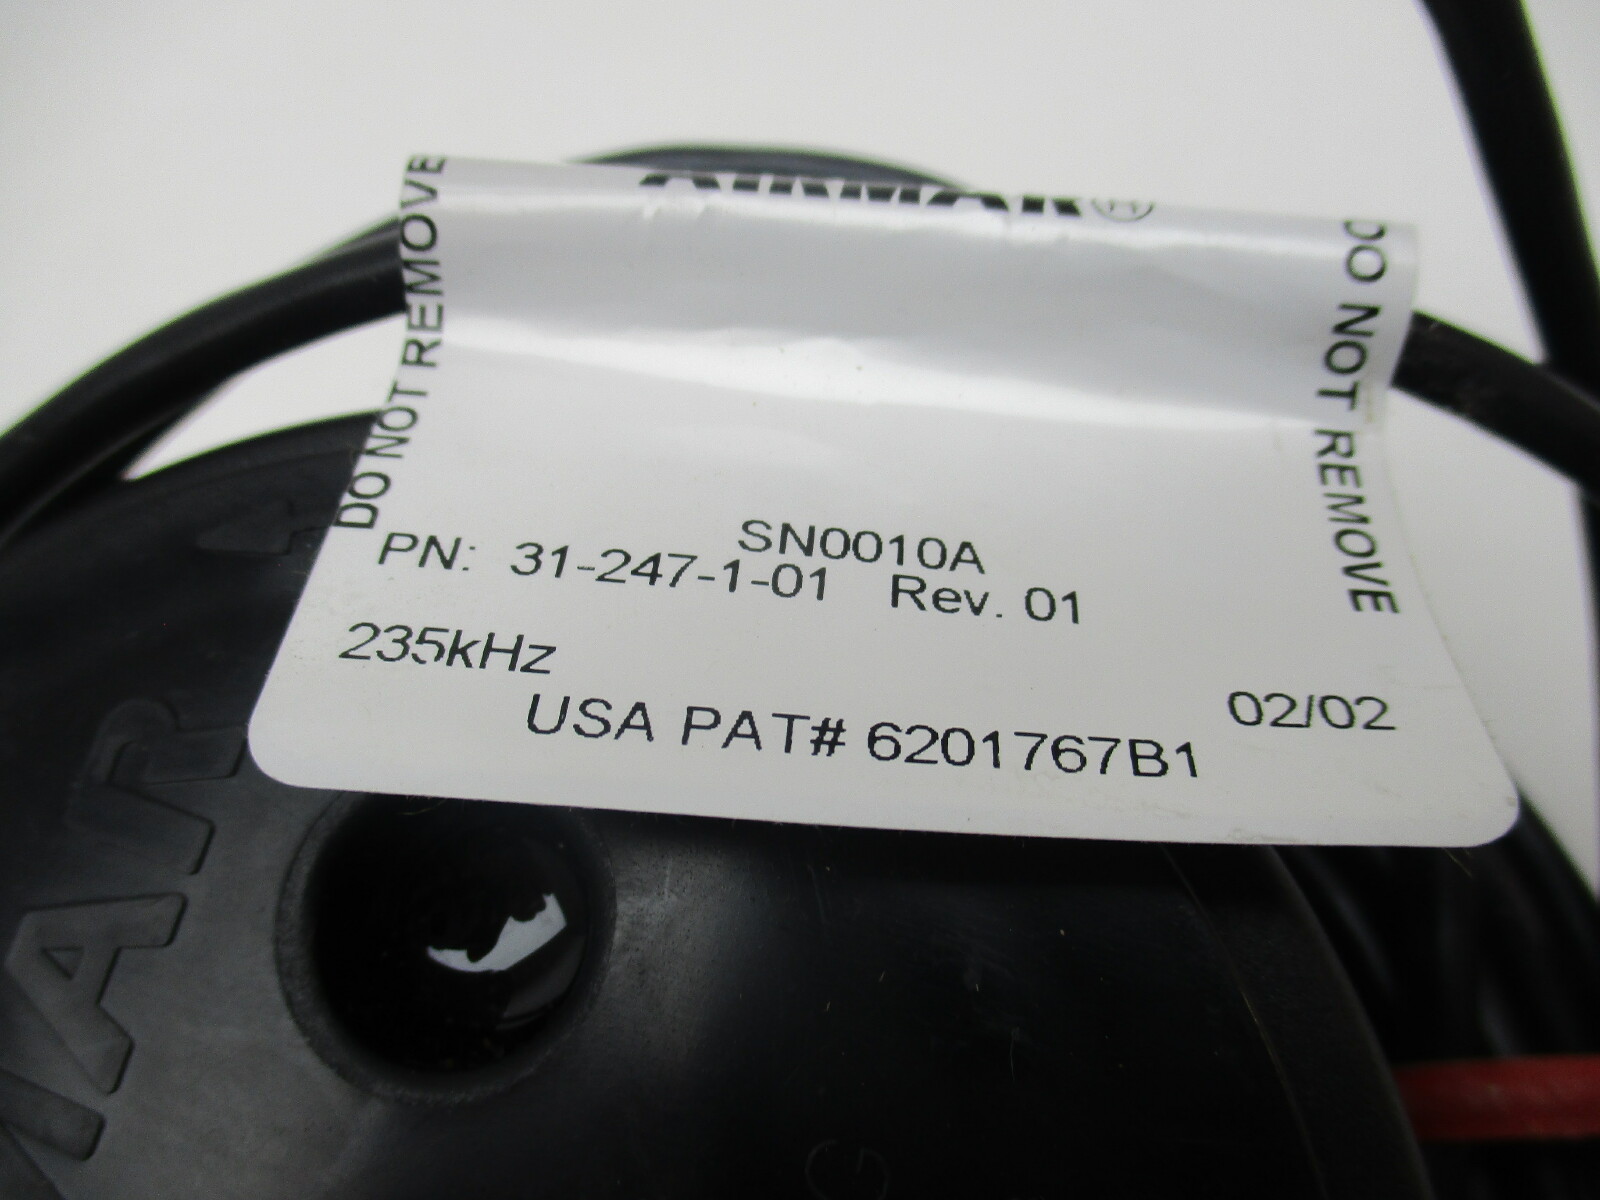 AIRMAR®
DO NOT REMOVE
DO NOT REMOVE
SN0010A
PN: 31-247-1-01 Rev. 01
235kHz
02/02
USA PAT# 6201767B1